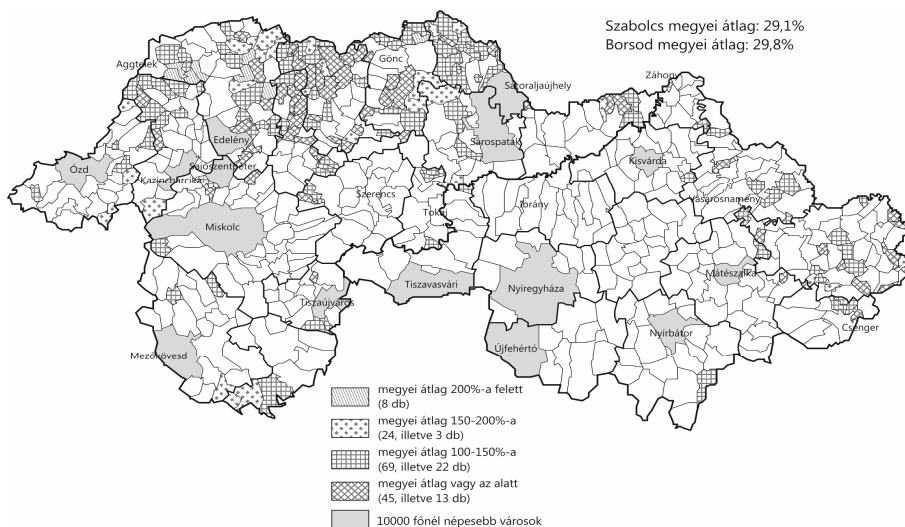 Szabolcs megyei átlag: 29,1%
Borsod megyei átlag: 29,8%
Gönc
Aggtelek
Sátoraljaújhely
Záhony
Edelény
Sárospatak
Kisvárda
Ózd
Sajószentpéter
Kazincbarcika
Szerencs
Vásárosnamény
Tokaj
Ibrány
Miskolc
Mátészalka
Tiszavasvári
Nyíregyháza
Tiszaújváros
Csenger
Nyírbátor
Újfehértó
Mezőkövesd
megyei átlag 200%-a felett
(8 db)
megyei átlag 150-200%-a
(24, illetve 3 db)
megyei átlag 100-150%-a
(69, illetve 22 db)
megyei átlag vagy az alatt
(45, illetve 13 db)
10000 főnél népesebb városok